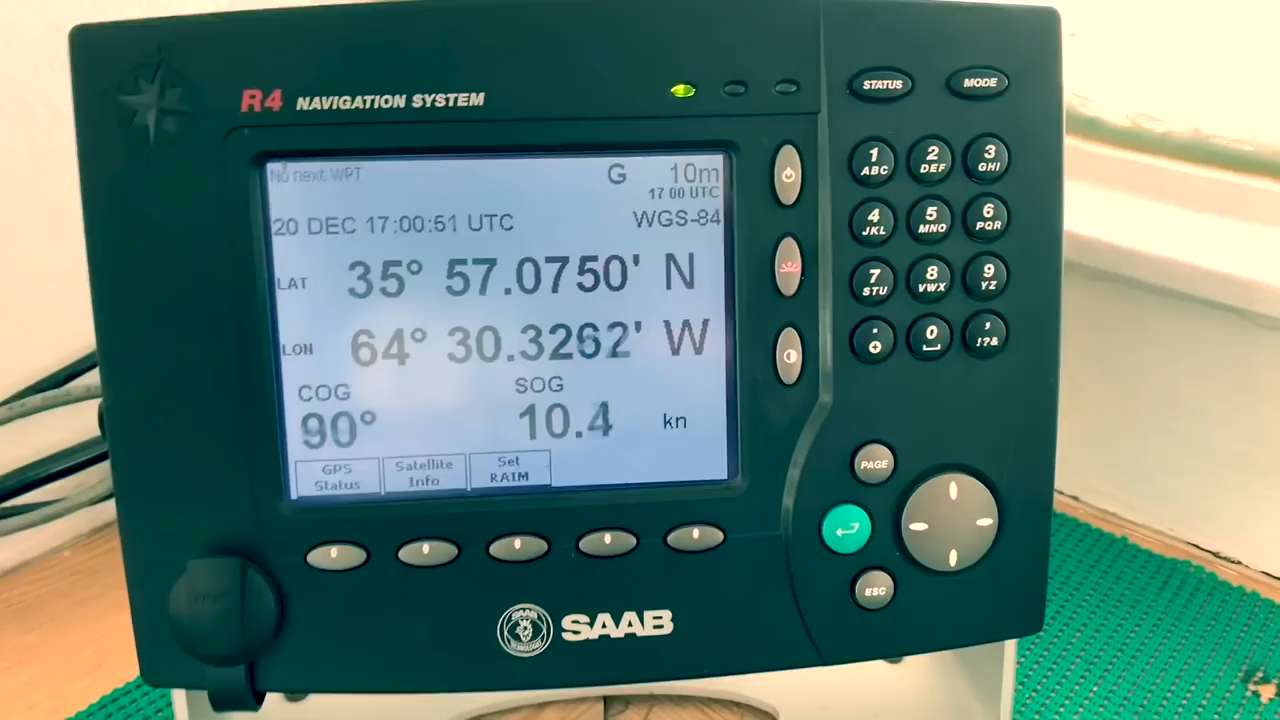 R4 NAVIGATION SYSTEM
STATUS
MODE
No next WPT
G
10m
17 00 UTC
20 DEC 17:00:51 UTC
WGS-84
LAT 35° 57.0750' N
LON 64° 30.3262' W
COG
SOG
90°
10.4 kn
GPS Status
Satellite Info
Set RAIM
1 ABC
2 DEF
3 GHI
4 JKL
5 MNO
6 PQR
7 STU
8 VWX
9 YZ
0
, !?&
PAGE
ESC
SAAB
SAAB